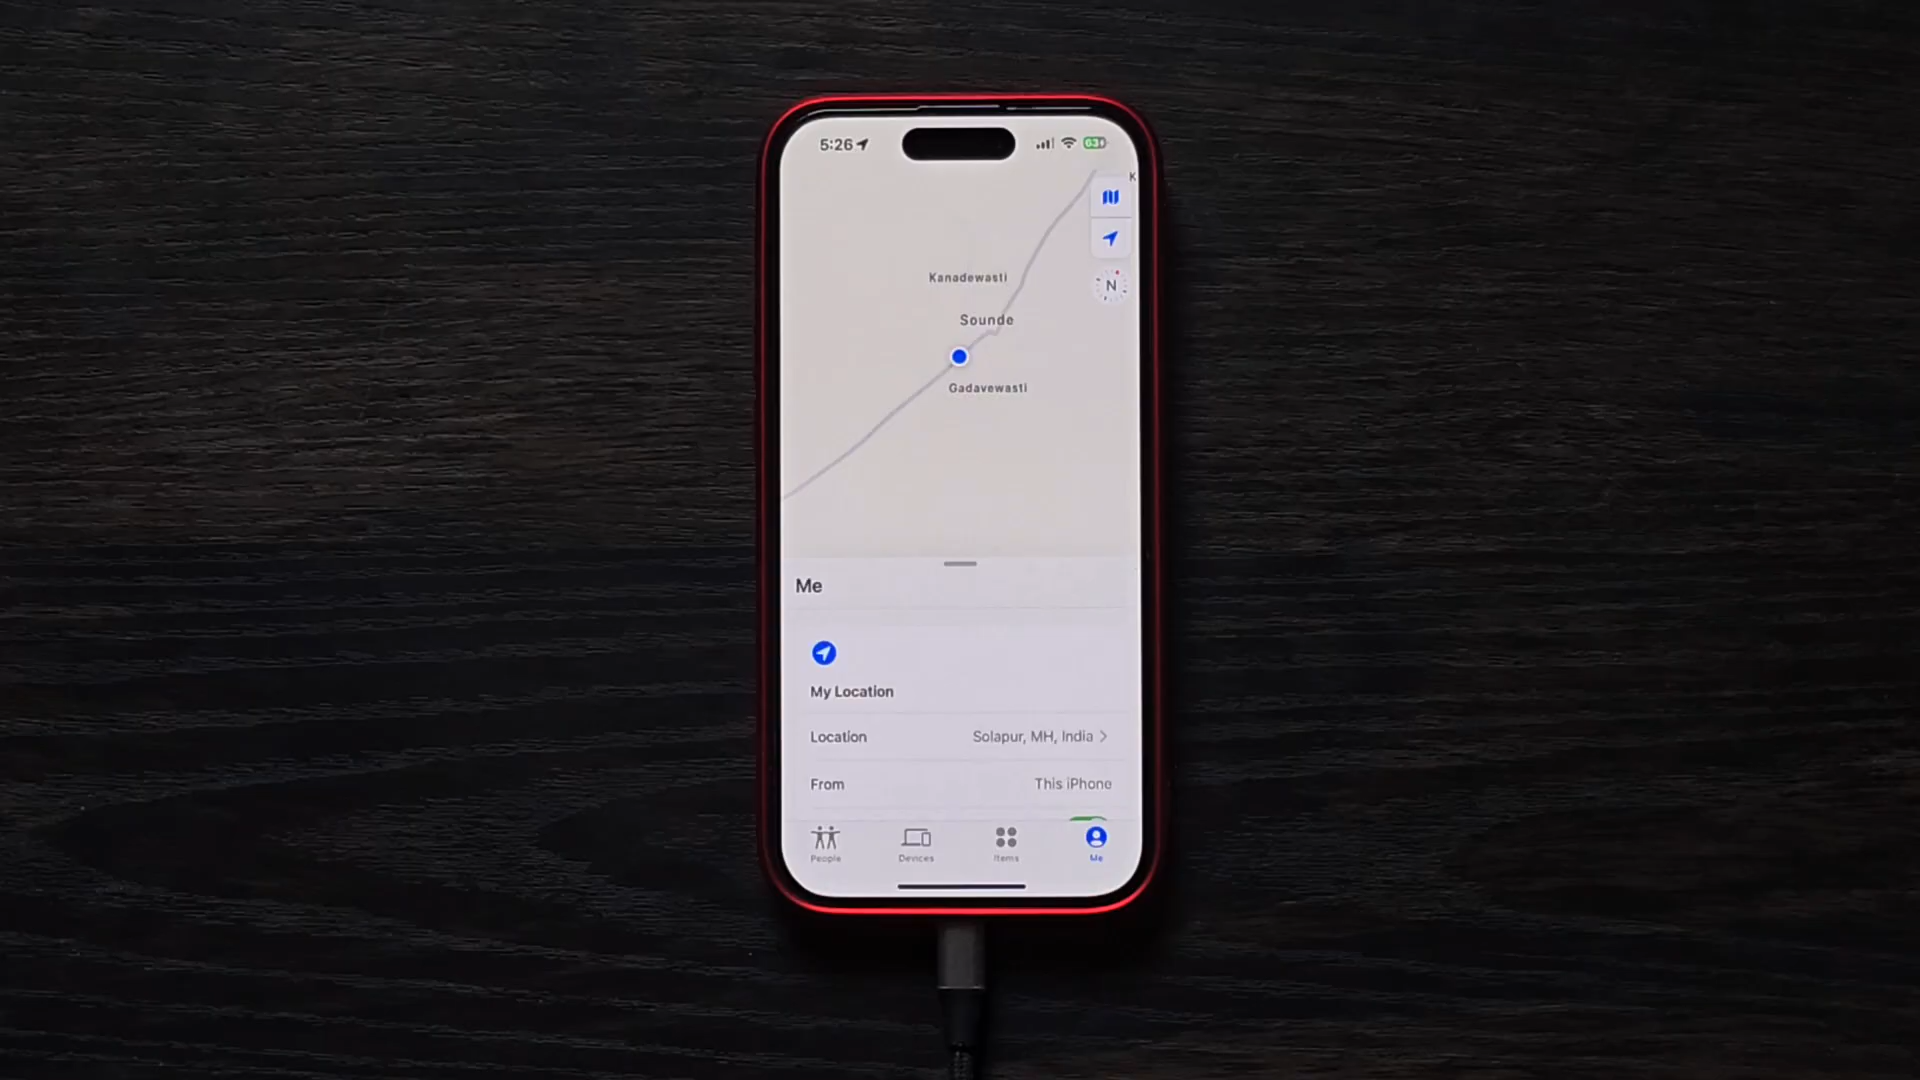 5:26
63
K
Kanadewasti
N
Sounde
Gadavewasti
Me
My Location
Location Solapur, MH, India
From This iPhone
People Devices Items Me